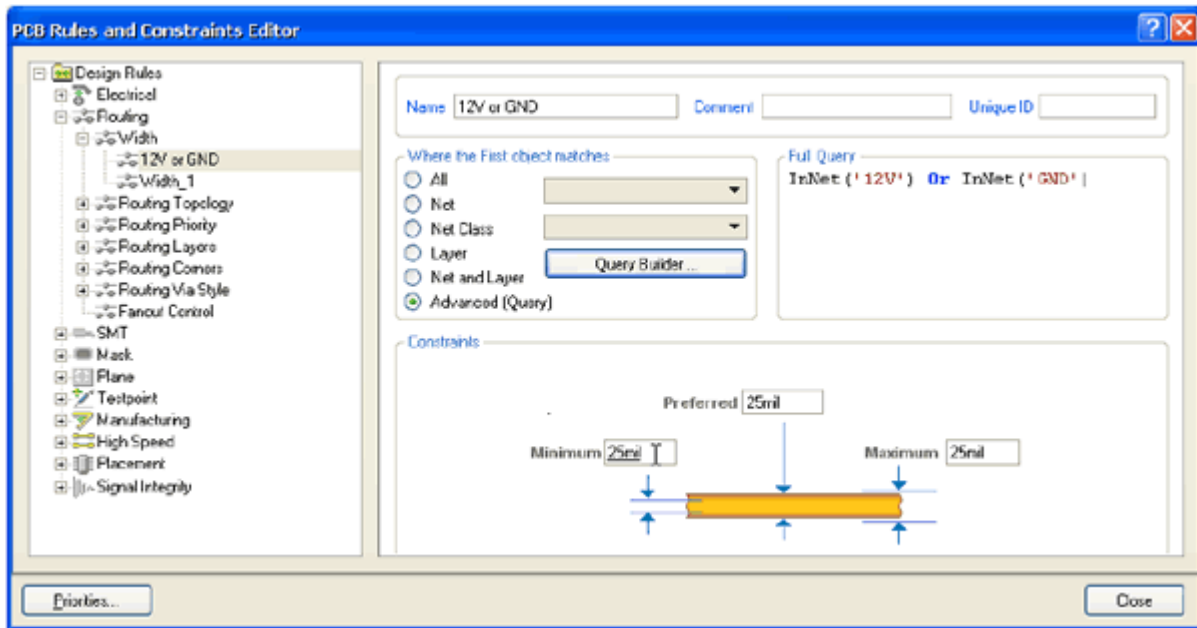 PCB Rules and Constraints Editor
Design Rules
Electrical
Routing
Width
12V or GND
Width_1
Routing Topology
Routing Priority
Routing Layers
Routing Corners
Routing Via Style
Fanout Control
SMT
Mask
Plane
Testpoint
Manufacturing
High Speed
Placement
Signal Integrity
Name 12V or GND Comment Unique ID
Where the First object matches
All
Net
Net Class
Layer
Net and Layer
Advanced (Query)
Query Builder ...
Full Query
InNet('12V') Or InNet('GND'
Constraints
Preferred 25mil
Minimum 25mil Maximum 25mil
Priorities... Close